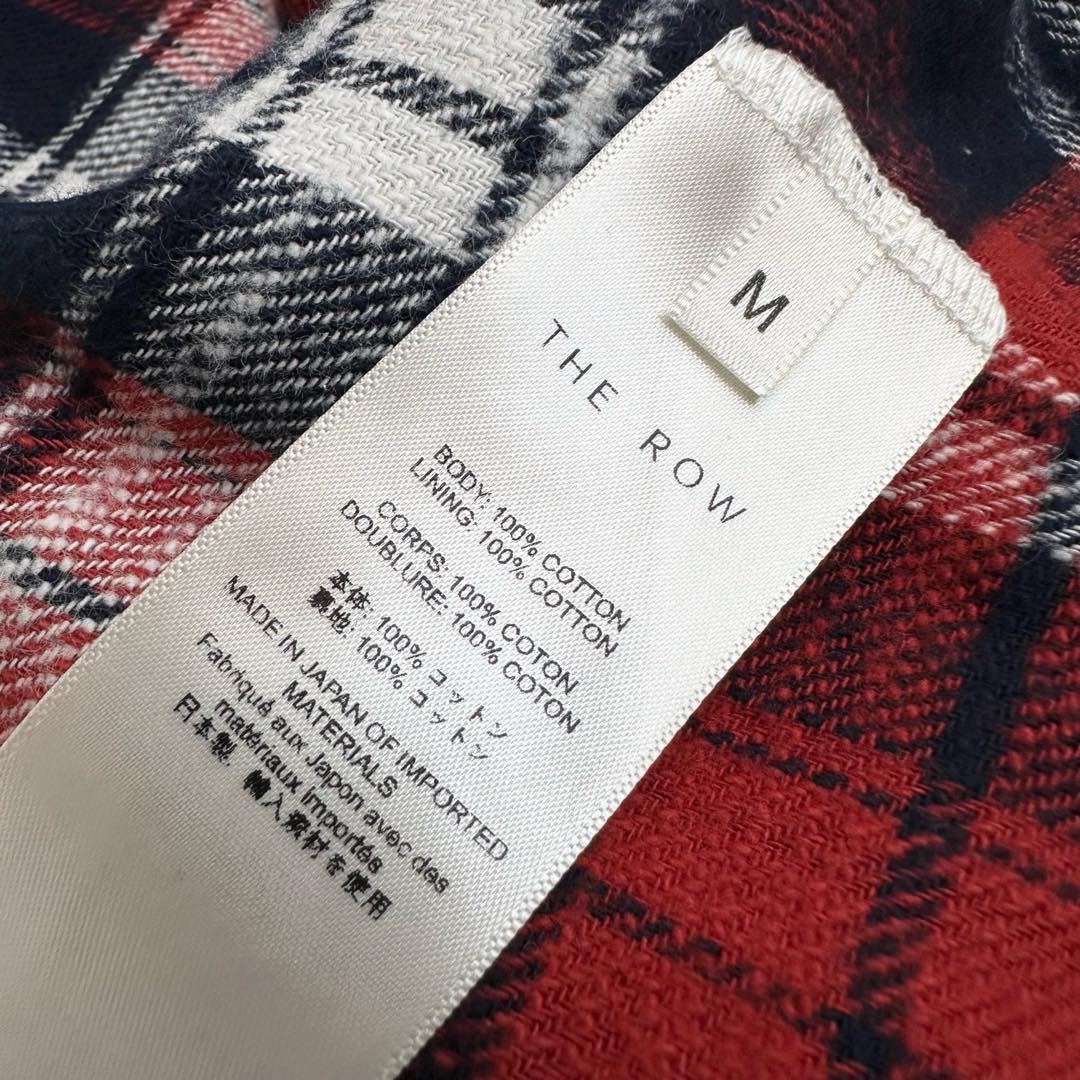 M
THE ROW
BODY: 100% COTTON
LINING: 100% COTTON
CORPS: 100% COTON
DOUBLURE: 100% COTON
本体: 100% コットン
裏地: 100% コットン
MADE IN JAPAN OF IMPORTED
MATERIALS
Fabriqué aux Japon avec des
matériaux importés
日本製, 輸入素材を使用